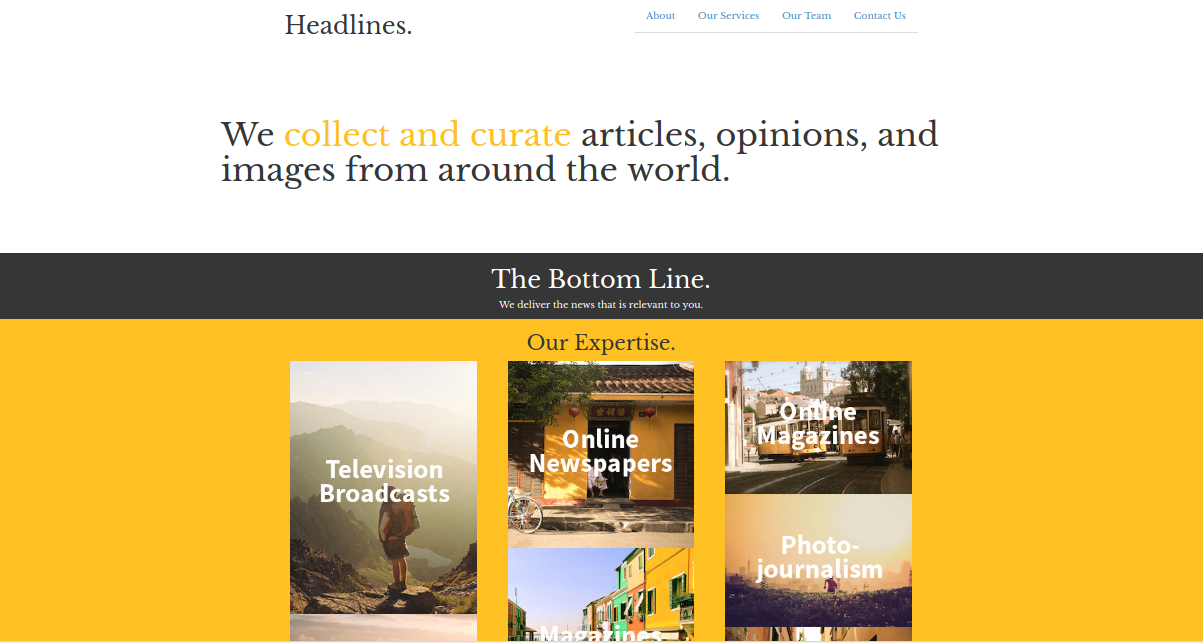 Headlines.
About
Our Services
Our Team
Contact Us
We collect and curate articles, opinions, and
images from around the world.
The Bottom Line.
We deliver the news that is relevant to you.
Our Expertise.
Television
Broadcasts
Online
Newspapers
Online
Magazines
Photo-
journalism
Magazines